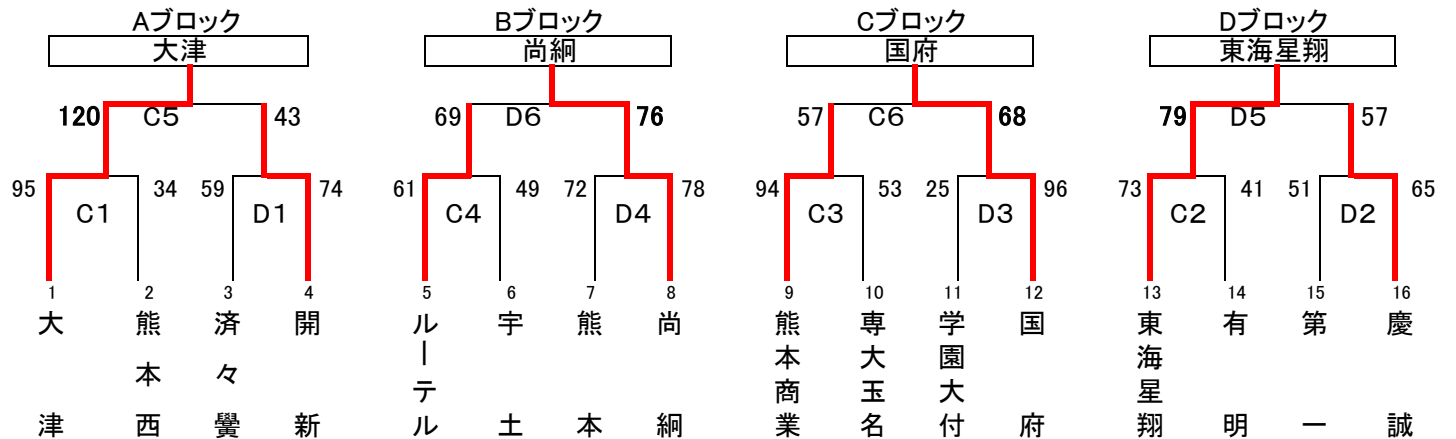 Aブロック Bブロック Cブロック Dブロック
大津 尚絅 国府 東海星翔
120 C5 43 69 D6 76 57 C6 68 79 D5 57
95 34 59 74 61 49 72 78 94 53 25 96 73 41 51 65
C1 D1 C4 D4 C3 D3 C2 D2
1 2 3 4 5 6 7 8 9 10 11 12 13 14 15 16
大津
熊本西
済々黌
開新
ルーテル
宇土
熊本
尚絅
熊本商業
専大玉名
学園大付
国府
東海星翔
有明
第一
慶誠